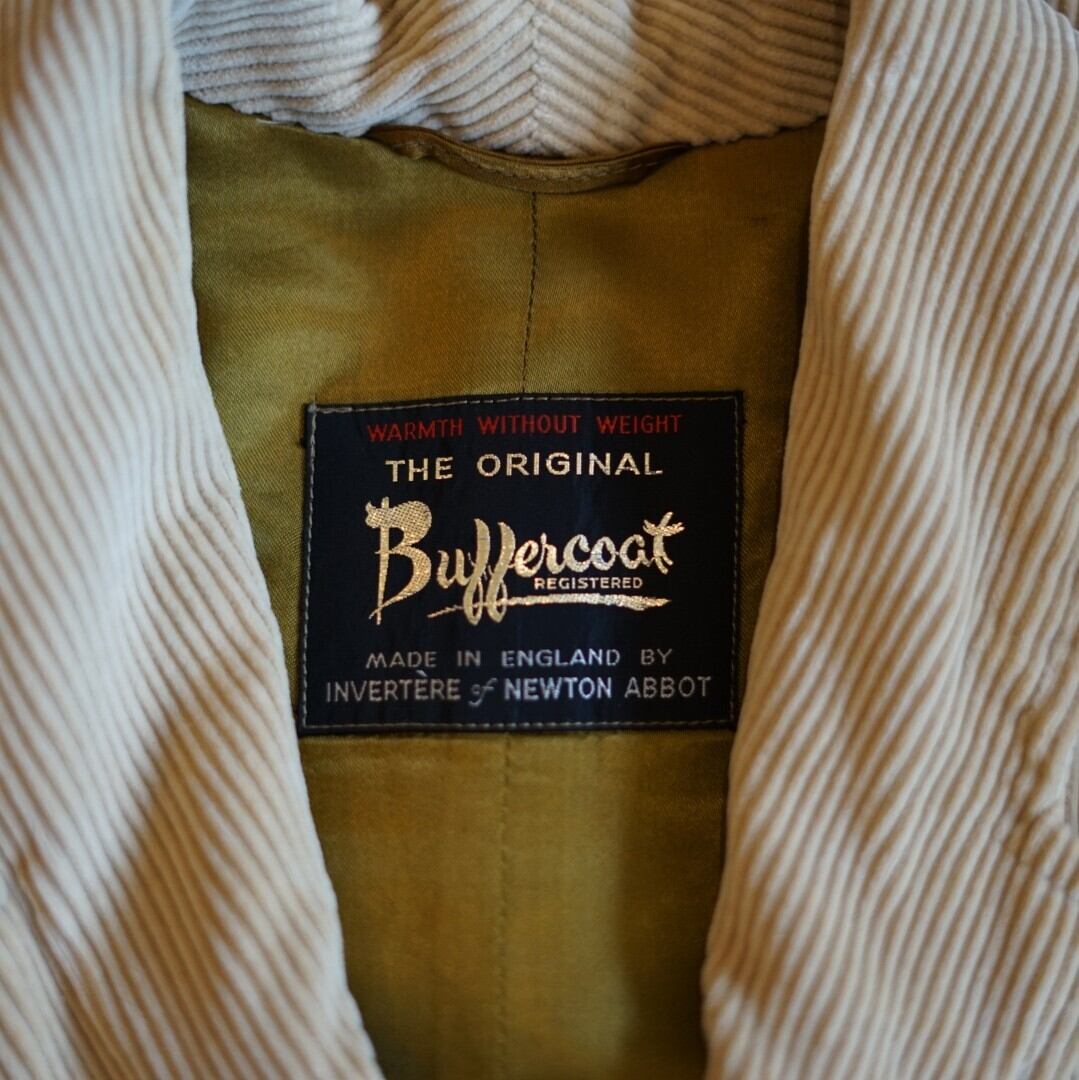 WARMTH WITHOUT WEIGHT
THE ORIGINAL
Buffercoat
REGISTERED
MADE IN ENGLAND BY
INVERTÈRE of NEWTON ABBOT